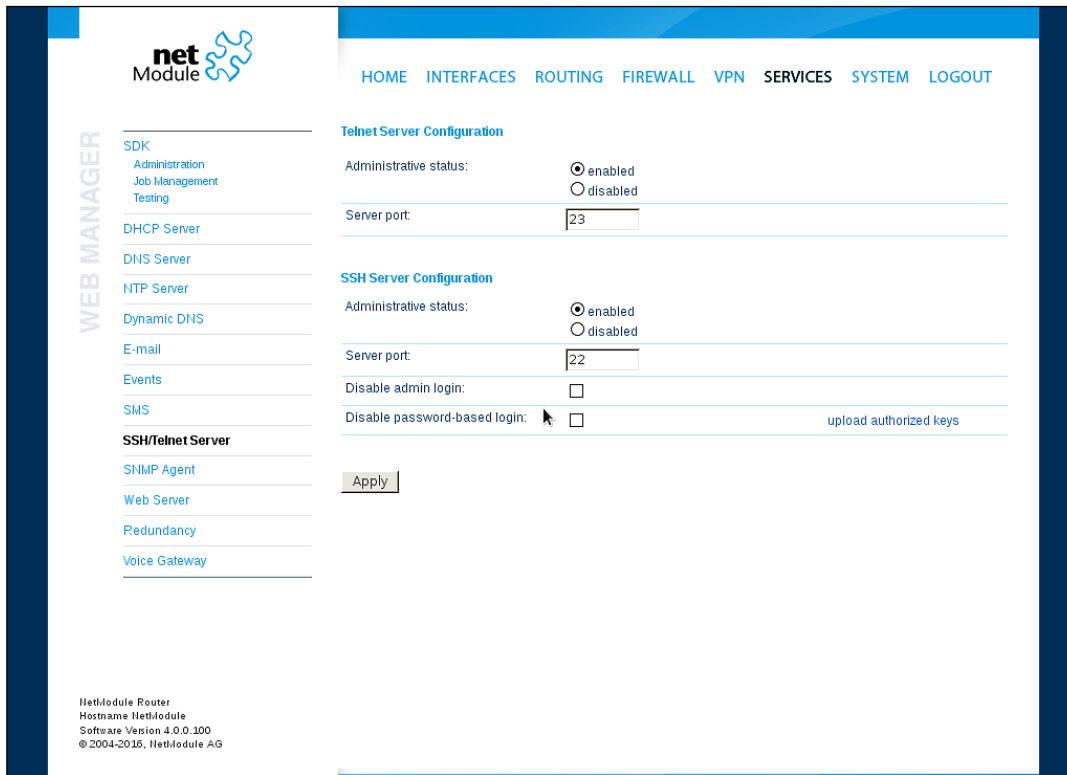 net
Module
HOME INTERFACES ROUTING FIREWALL VPN SERVICES SYSTEM LOGOUT
WEB MANAGER
SDK
Administration
Job Management
Testing
DHCP Server
DNS Server
NTP Server
Dynamic DNS
E-mail
Events
SMS
SSH/Telnet Server
SNMP Agent
Web Server
Redundancy
Voice Gateway
Telnet Server Configuration
Administrative status:
enabled
disabled
Server port:
23
SSH Server Configuration
Administrative status:
enabled
disabled
Server port:
22
Disable admin login:
Disable password-based login:
upload authorized keys
Apply
NetModule Router
Hostname NetModule
Software Version 4.0.0.100
© 2004-2016, NetModule AG